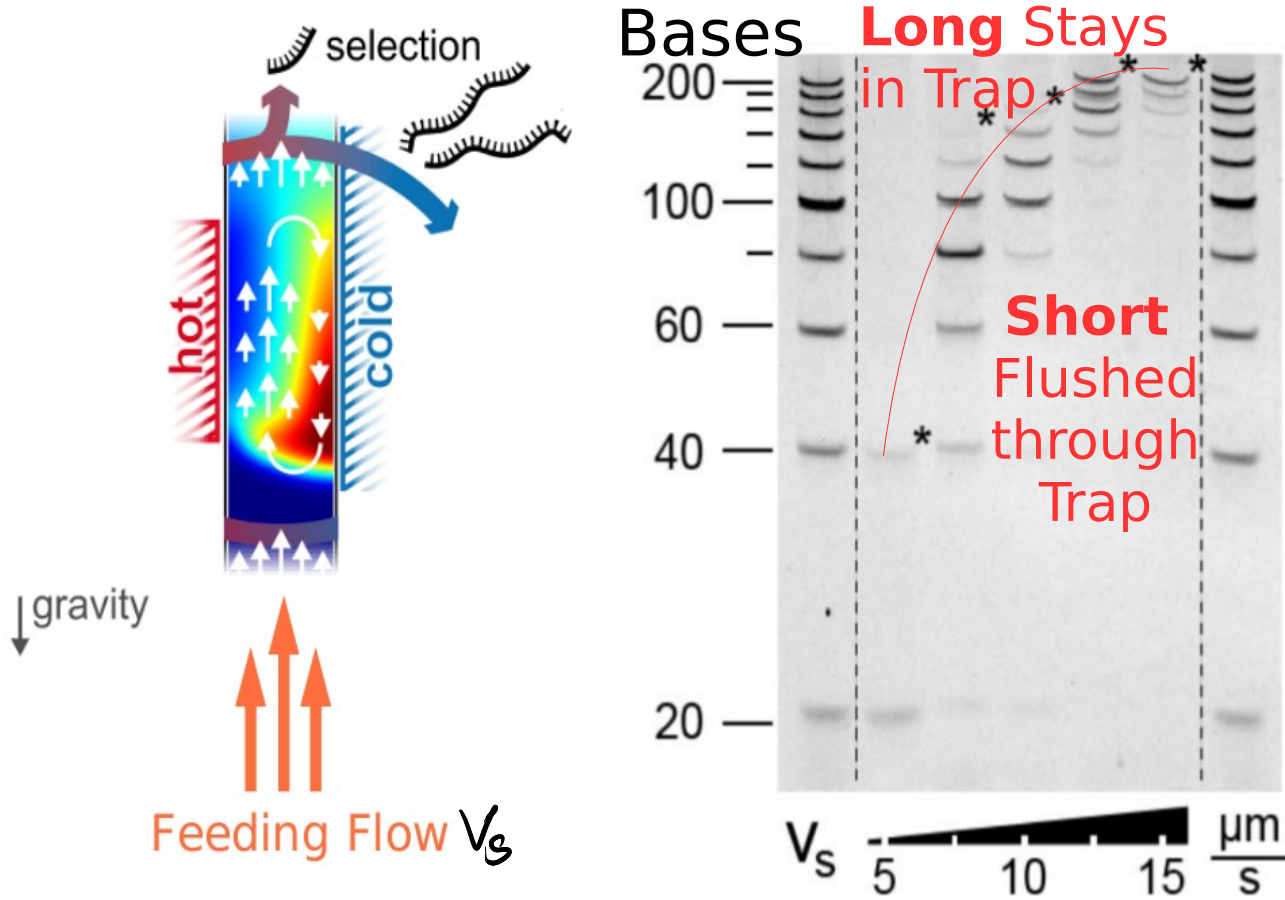 selection
hot
cold
gravity
Feeding Flow Vs
Bases
Long Stays
in Trap
200
100
60
40
20
*
*
*
*
*
Short
Flushed
through
Trap
Vs
5 10 15
µm
s